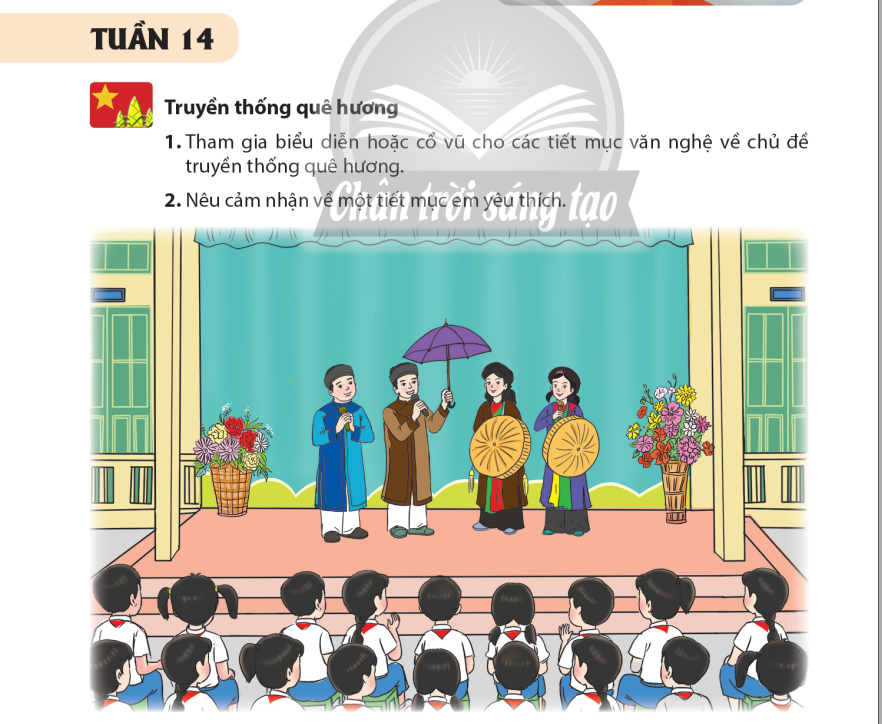 TUẦN 14
Truyền thống quê hương
1. Tham gia biểu diễn hoặc cổ vũ cho các tiết mục văn nghệ về chủ đề
truyền thống quê hương.
2. Nêu cảm nhận về một tiết mục em yêu thích.
Chân trời sáng tạo